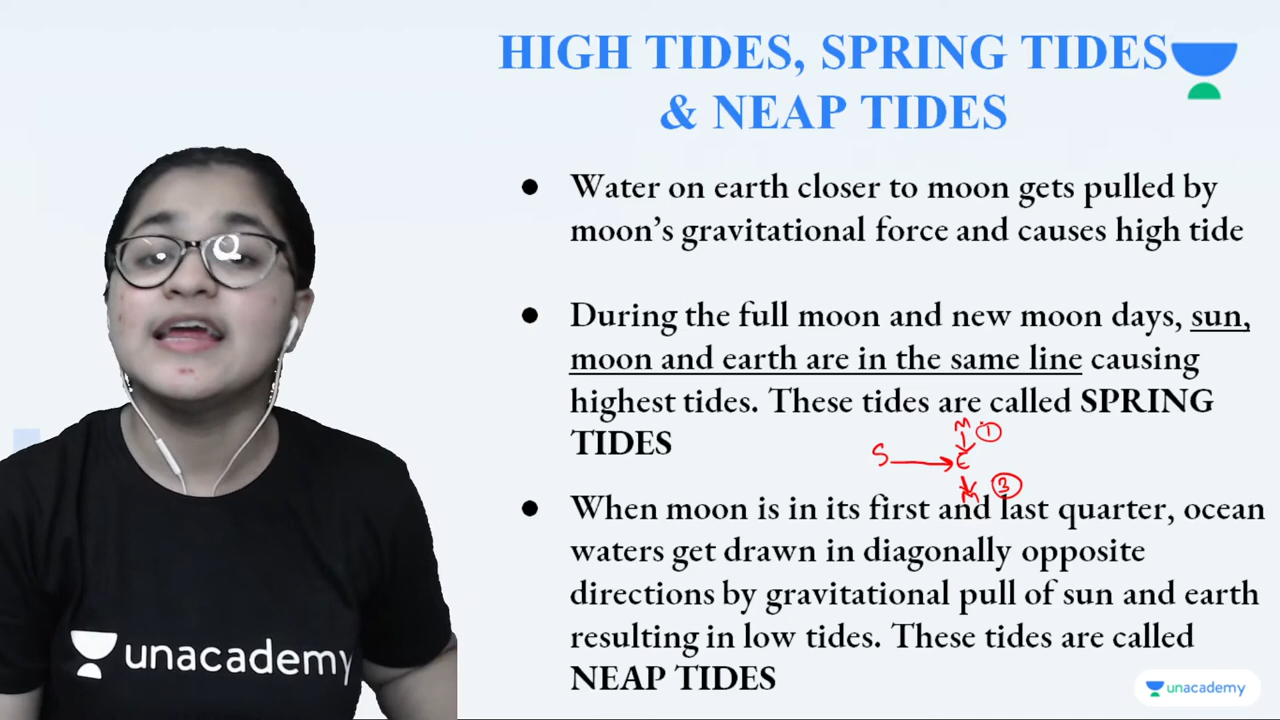 HIGH TIDES, SPRING TIDES
& NEAP TIDES
● Water on earth closer to moon gets pulled by
moon’s gravitational force and causes high tide
● During the full moon and new moon days, sun,
moon and earth are in the same line causing
highest tides. These tides are called SPRING
TIDES
M 1
S E
M 3
● When moon is in its first and last quarter, ocean
waters get drawn in diagonally opposite
directions by gravitational pull of sun and earth
resulting in low tides. These tides are called
NEAP TIDES
unacademy
unacademy